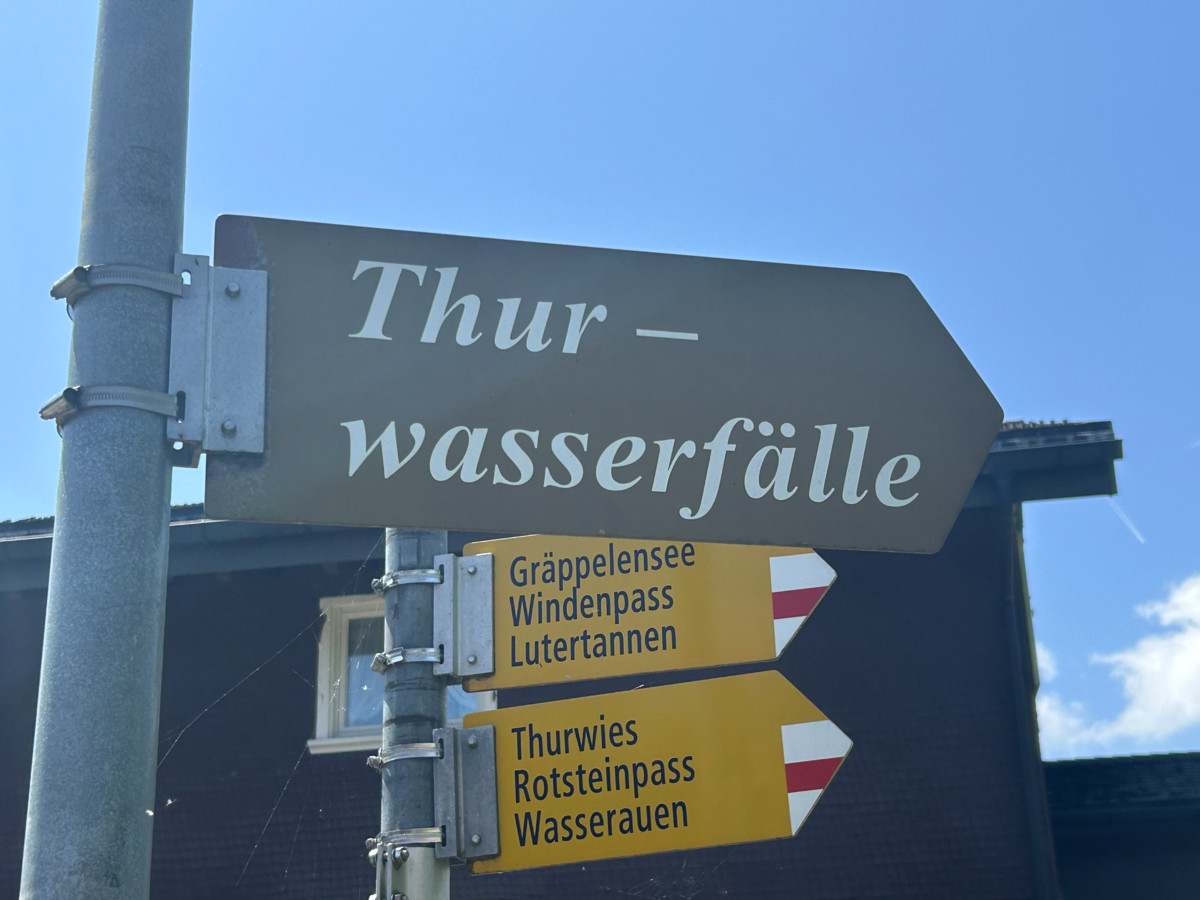 Thur –
wasserfälle
Gräppelensee
Windenpass
Lutertannen
Thurwies
Rotsteinpass
Wasserauen